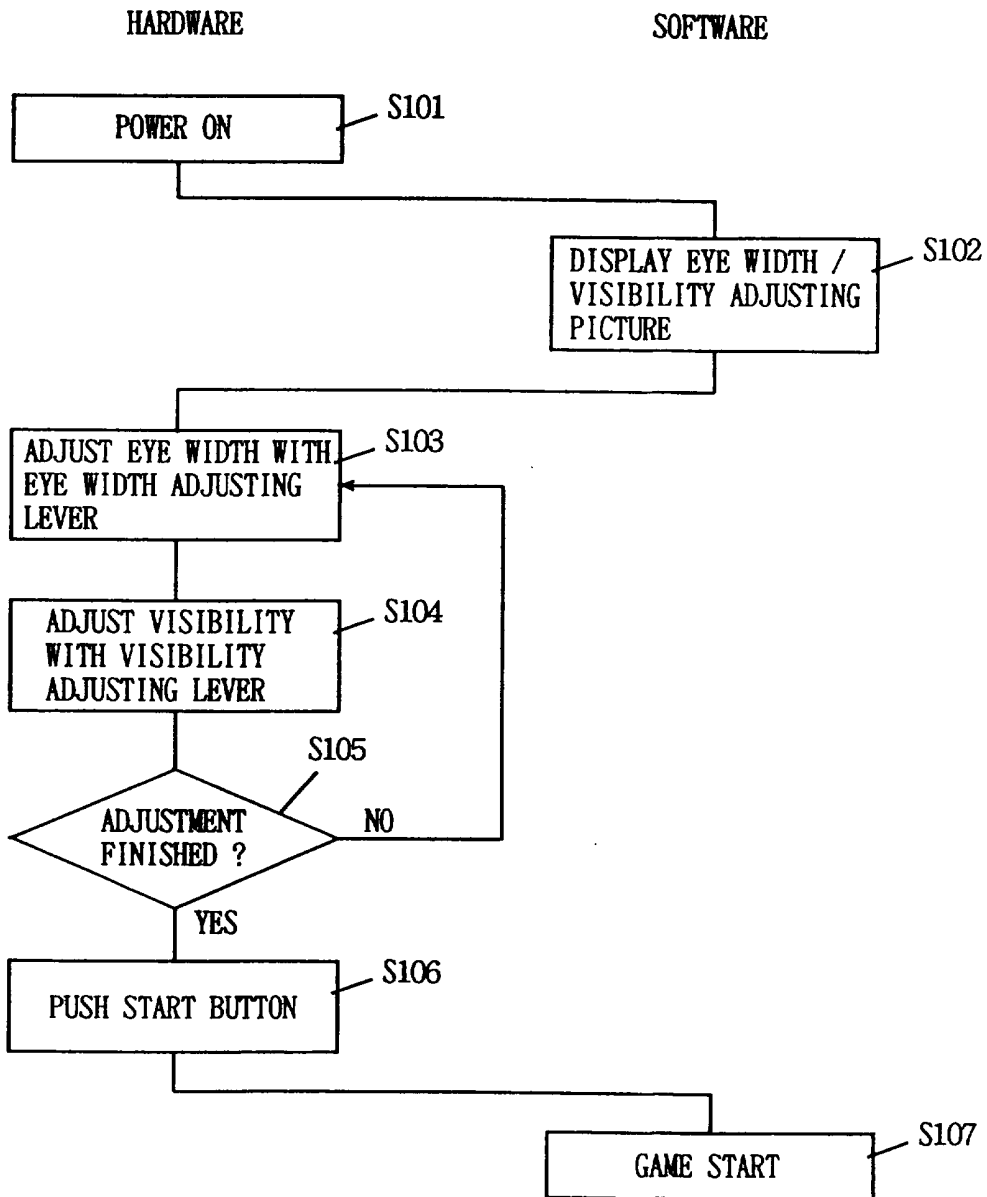 HARDWARE
SOFTWARE
POWER ON
S101
DISPLAY EYE WIDTH /
VISIBILITY ADJUSTING
PICTURE
S102
ADJUST EYE WIDTH WITH
EYE WIDTH ADJUSTING
LEVER
S103
ADJUST VISIBILITY
WITH VISIBILITY
ADJUSTING LEVER
S104
S105
ADJUSTMENT
FINISHED ?
NO
YES
PUSH START BUTTON
S106
GAME START
S107